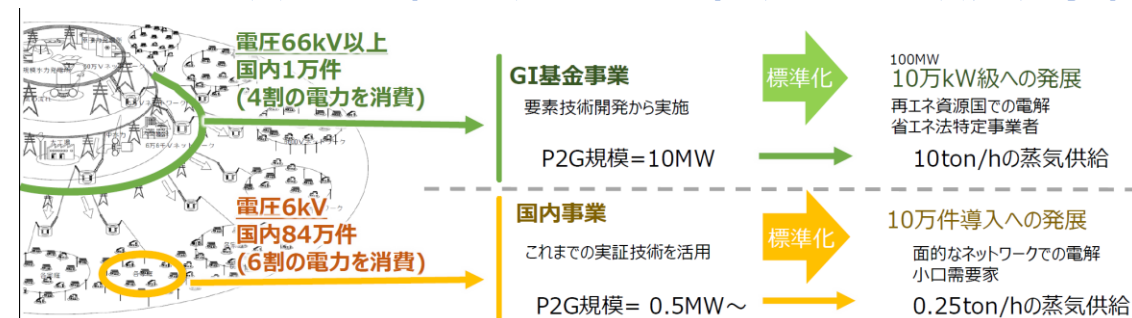 電圧66kV以上
国内1万件
(4割の電力を消費)
GI基金事業
要素技術開発から実施
P2G規模=10MW
標準化
100MW
10万kW級への発展
再エネ資源国での電解
省エネ法特定事業者
10ton/hの蒸気供給
電圧6kV
国内84万件
(6割の電力を消費)
国内事業
これまでの実証技術を活用
P2G規模= 0.5MW～
標準化
10万件導入への発展
面的なネットワークでの電解
小口需要家
0.25ton/hの蒸気供給